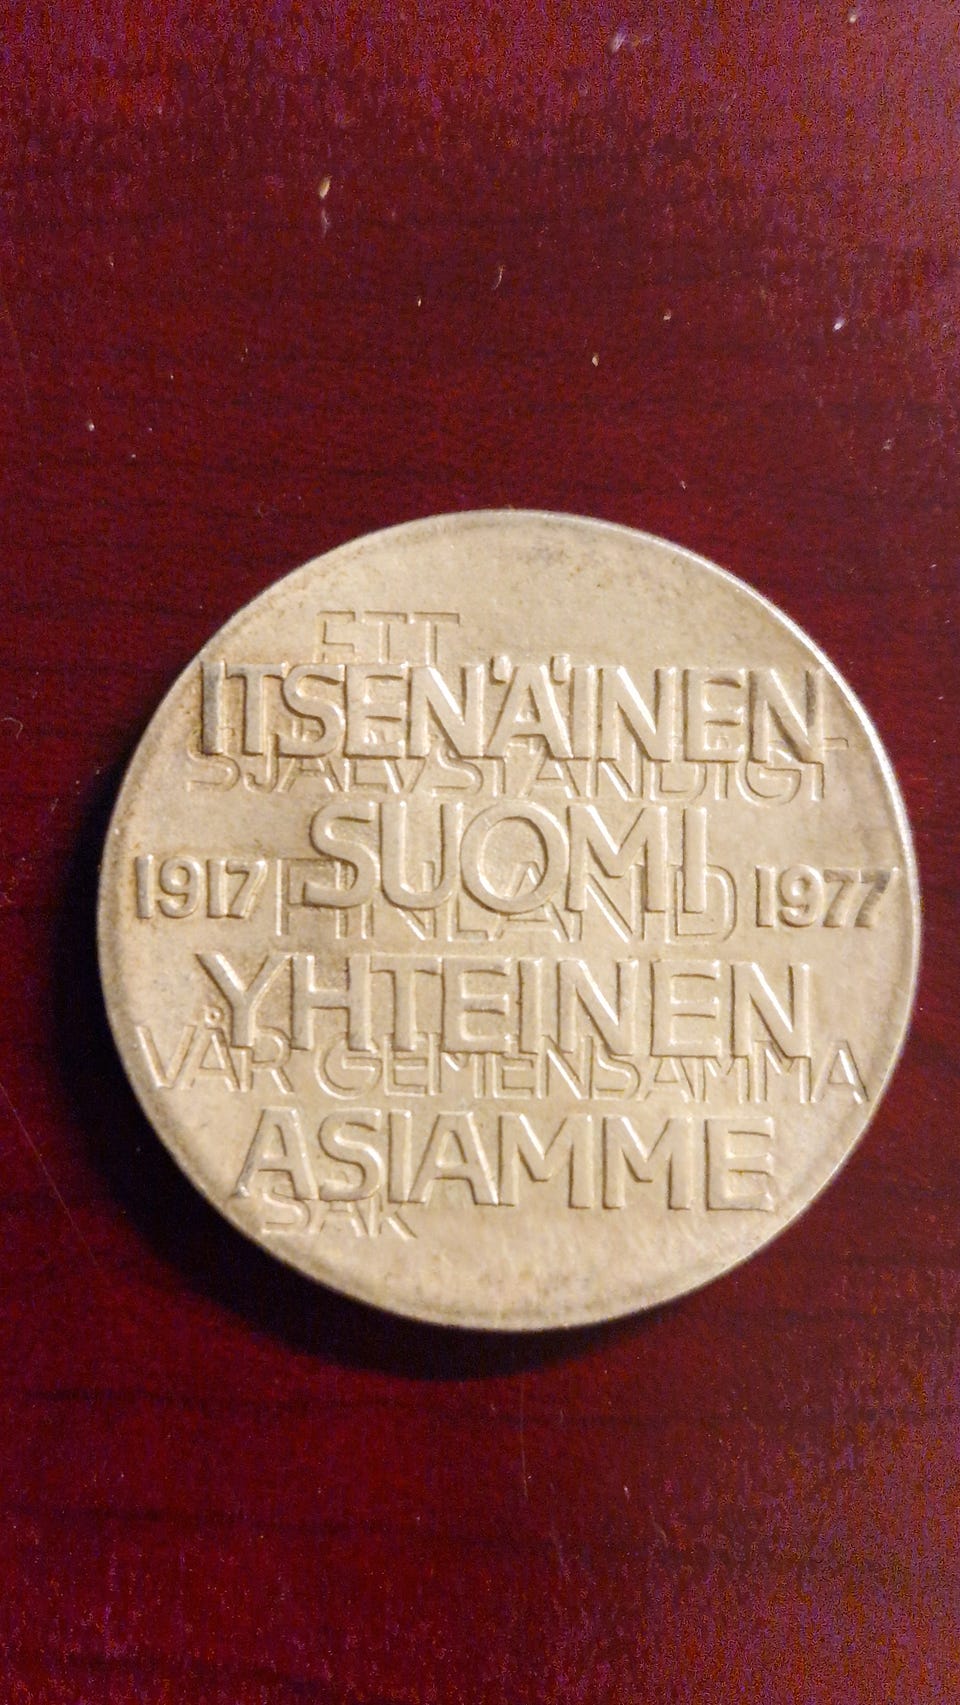 ETT
ITSENÄINEN
SJÄLVSTÄNDIGT
SUOMI
1917 FINLAND 1977
YHTEINEN
VÅR GEMENSAMMA
ASIAMME
SAK